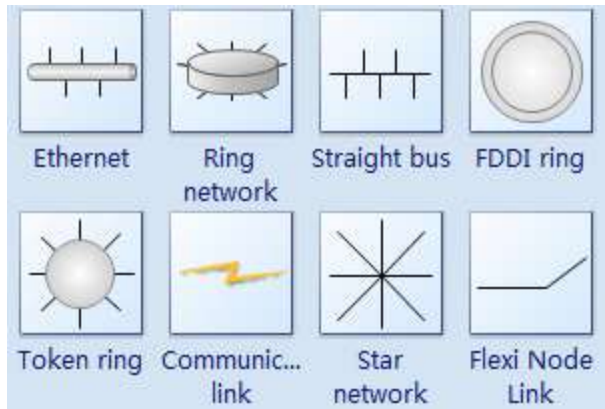 Ethernet
Ring
network
Straight bus
FDDI ring
Token ring
Communic...
link
Star
network
Flexi Node
Link